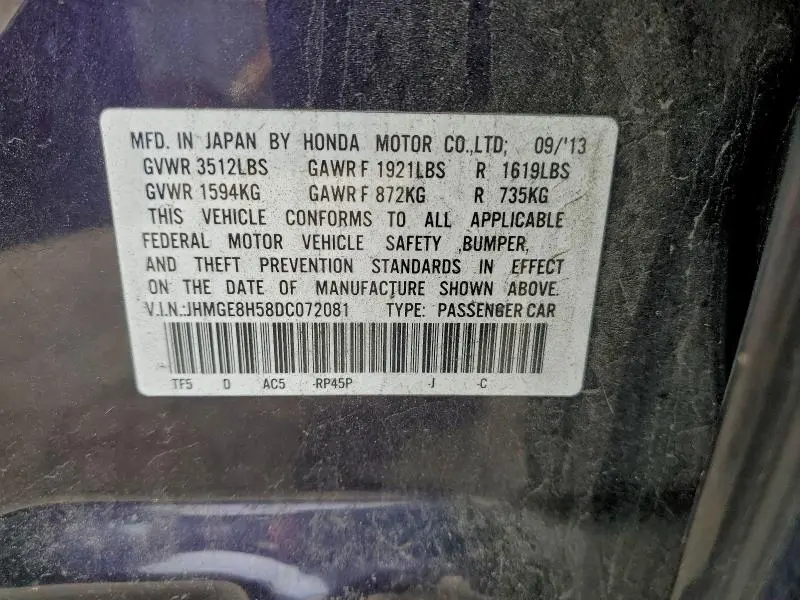 MFD. IN JAPAN BY HONDA MOTOR CO.,LTD; 09/'13
GVWR 3512LBS GAWR F 1921LBS R 1619LBS
GVWR 1594KG GAWR F 872KG R 735KG
THIS VEHICLE CONFORMS TO ALL APPLICABLE
FEDERAL MOTOR VEHICLE SAFETY ,BUMPER,
AND THEFT PREVENTION STANDARDS IN EFFECT
ON THE DATE OF MANUFACTURE SHOWN ABOVE.
V.I.N.:JHMGE8H58DC072081 TYPE: PASSENGER CAR
TF5 D AC5 -RP45P -J -C